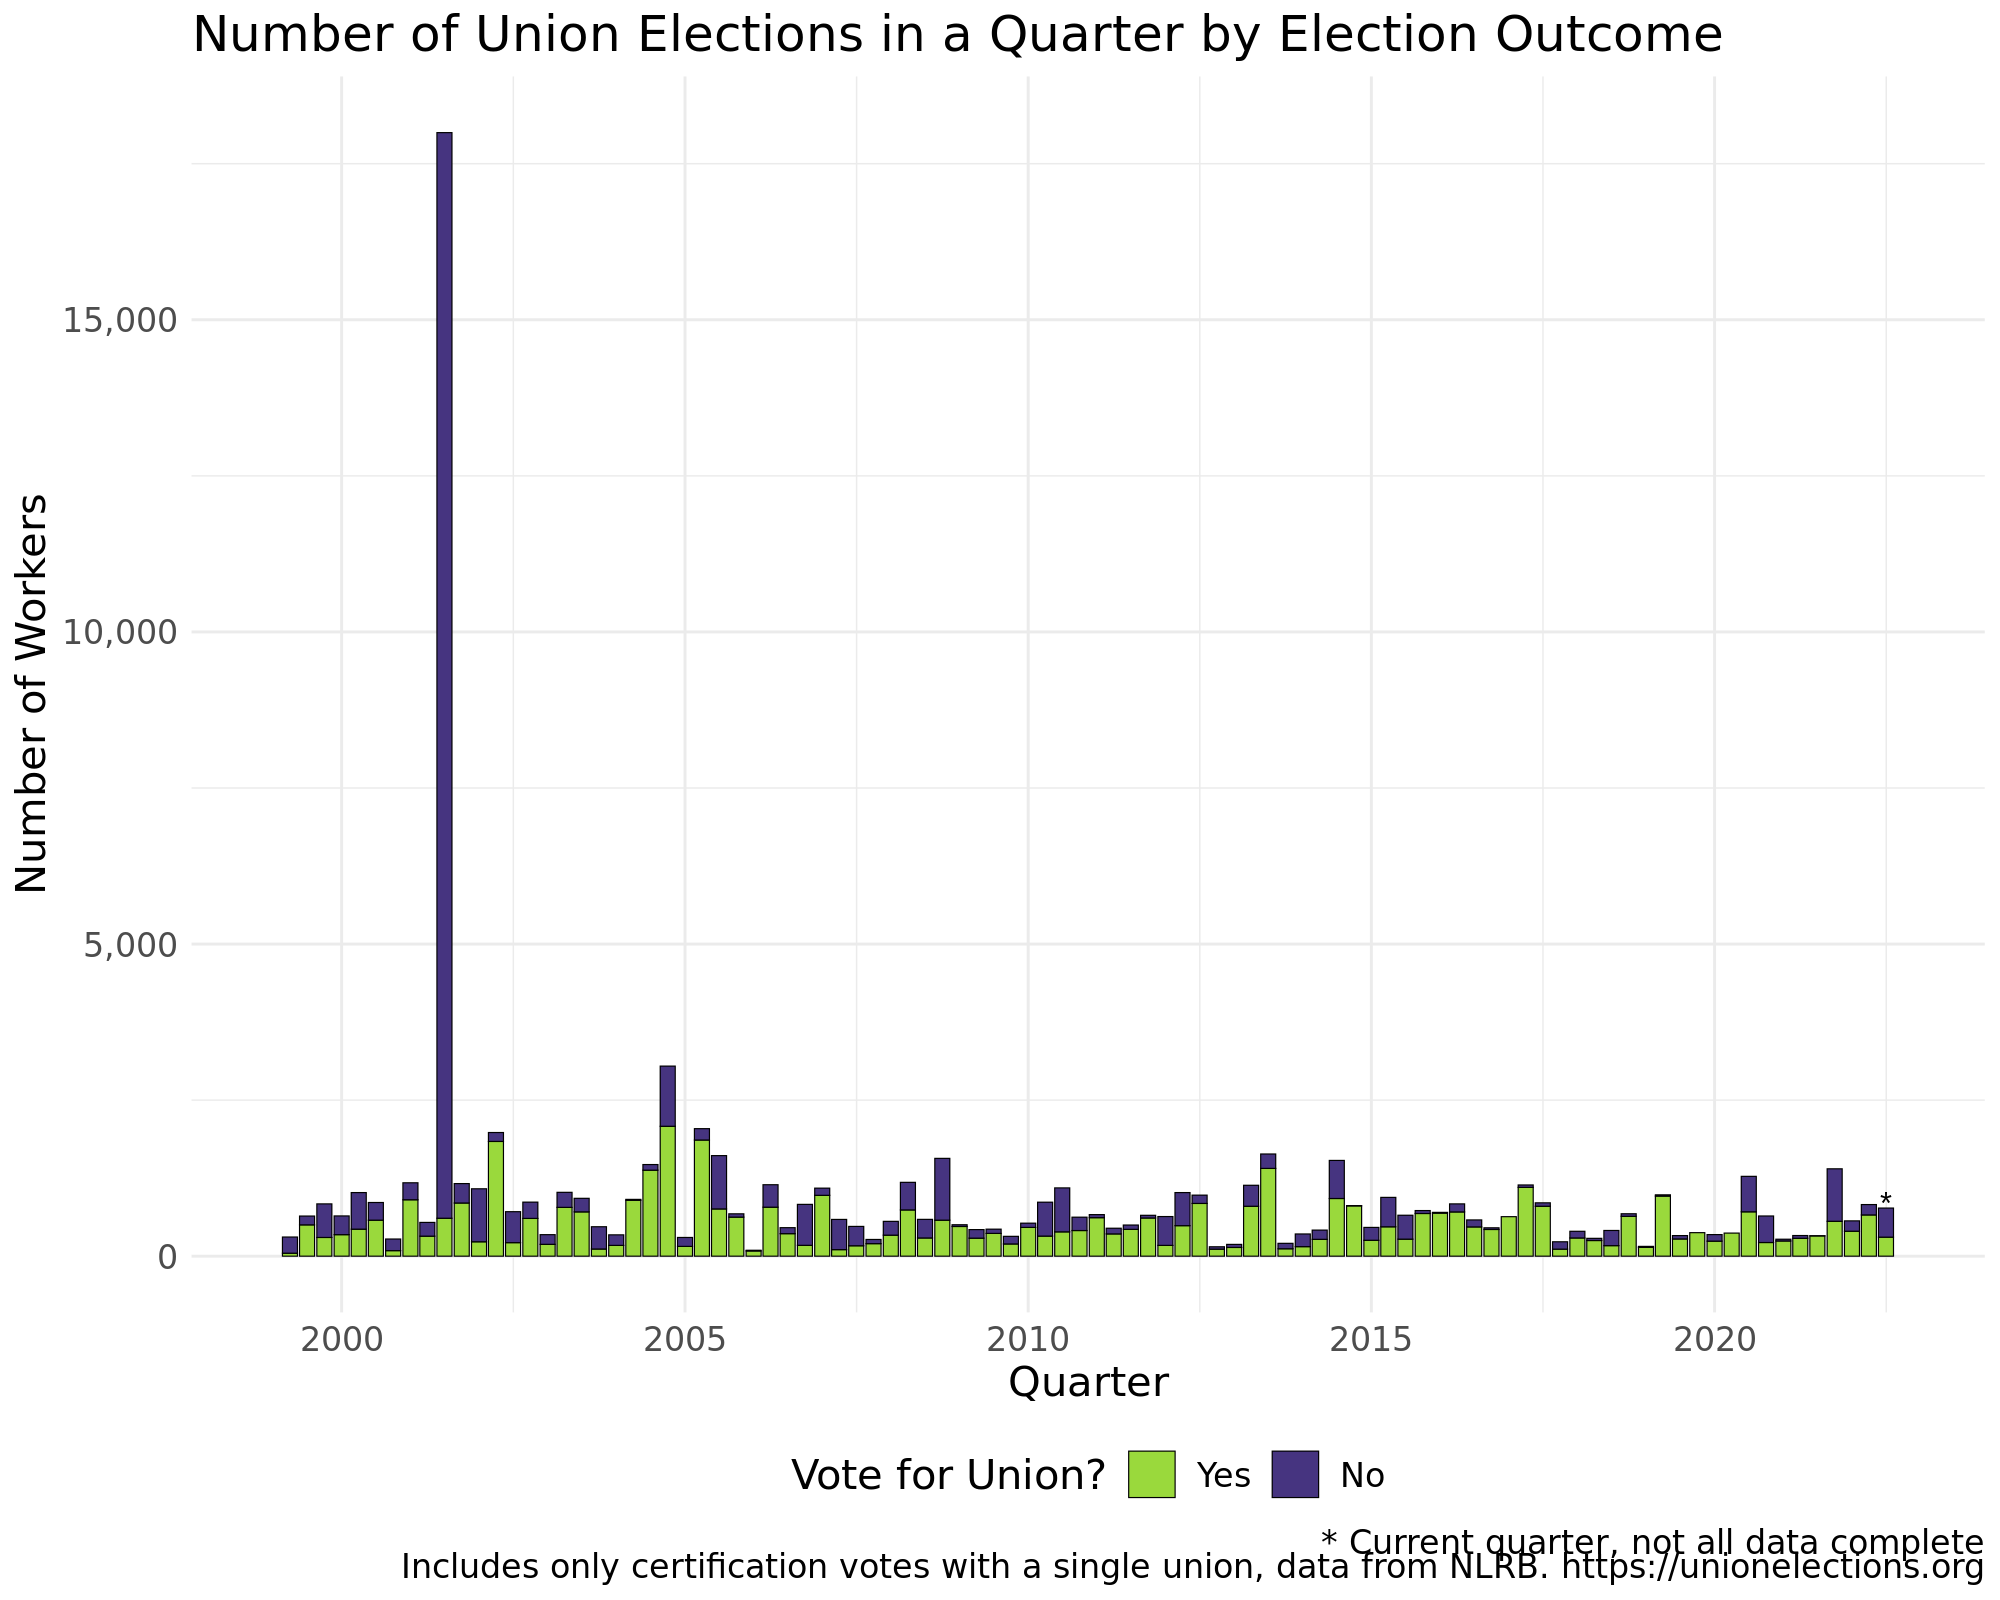 Number of Union Elections in a Quarter by Election Outcome
Number of Workers
15,000
10,000
5,000
0
*
2000 2005 2010 2015 2020
Quarter
Vote for Union? Yes No
* Current quarter, not all data complete
Includes only certification votes with a single union, data from NLRB. https://unionelections.org